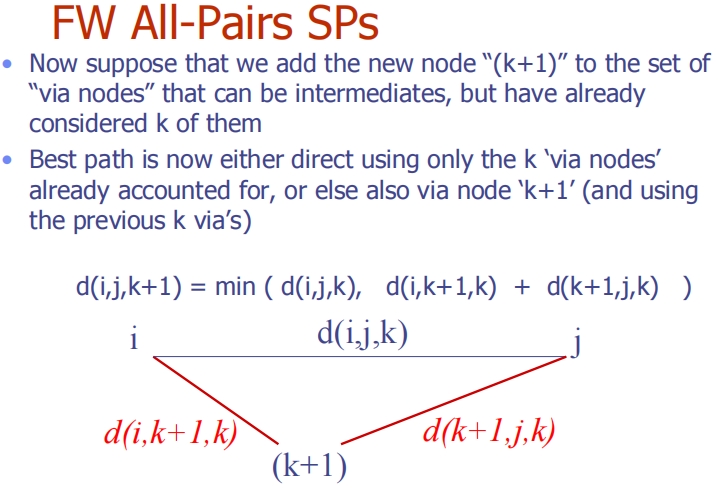 FW All-Pairs SPs
• Now suppose that we add the new node “(k+1)” to the set of
“via nodes” that can be intermediates, but have already
considered k of them
• Best path is now either direct using only the k ‘via nodes’
already accounted for, or else also via node ‘k+1’ (and using
the previous k via’s)
d(i,j,k+1) = min ( d(i,j,k), d(i,k+1,k) + d(k+1,j,k) )
i d(i,j,k) j
d(i,k+1,k) d(k+1,j,k)
(k+1)